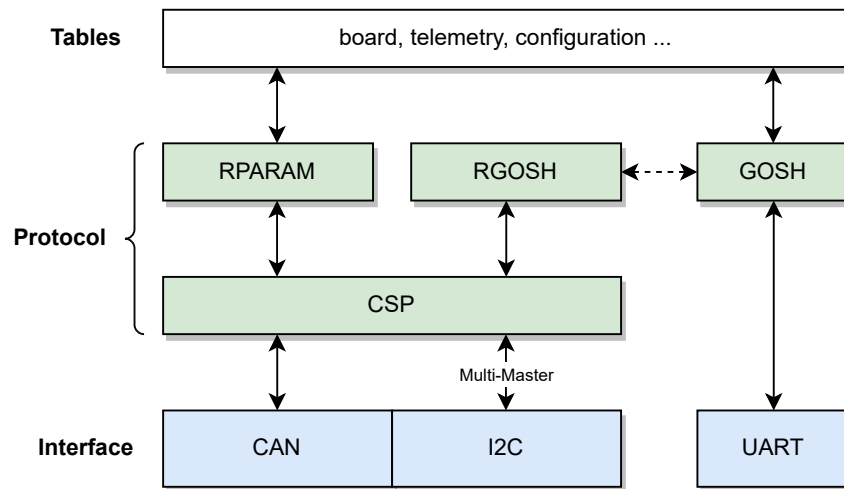 Tables
board, telemetry, configuration ...
RPARAM
RGOSH
GOSH
Protocol
CSP
Multi-Master
Interface
CAN
I2C
UART